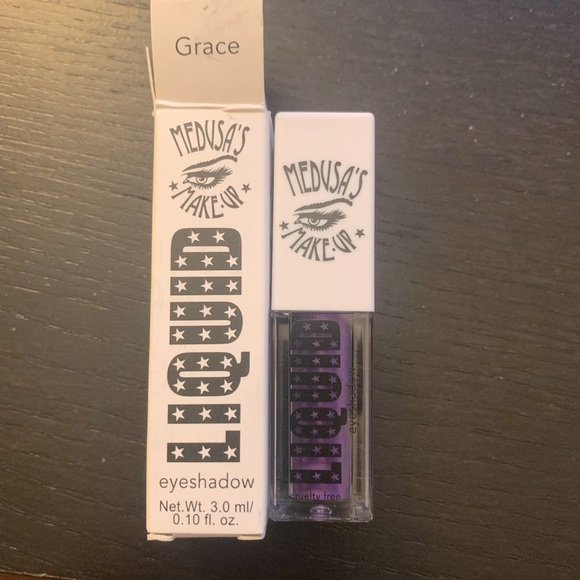 Grace
MEDUSA'S
MAKE-UP
LIQUID
eyeshadow
Net.Wt. 3.0 ml/
0.10 fl. oz.
MEDUSA'S
MAKE-UP
LIQUID
eyeshadow
cruelty free